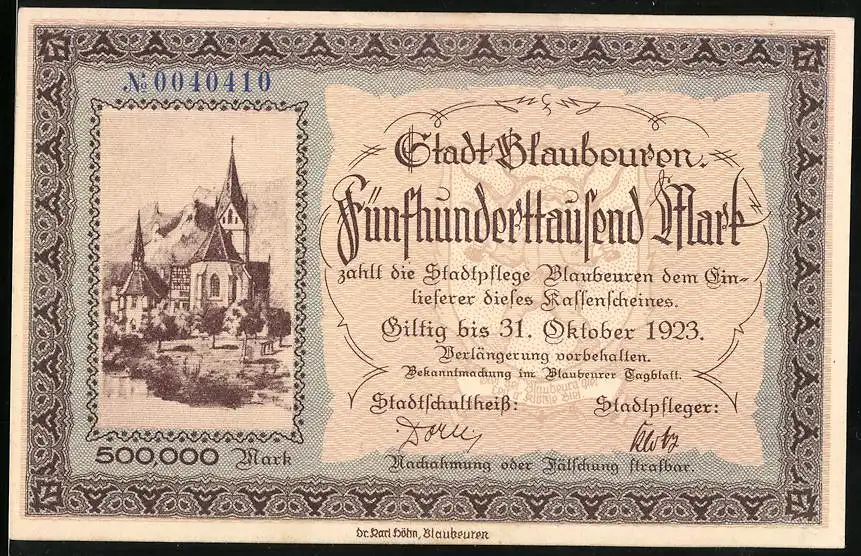 № 0040410
Stadt Blaubeuren.
Fünfhunderttausend Mark
zahlt die Stadtpflege Blaubeuren dem Ein-
lieferer dieses Kassenscheines.
Giltig bis 31. Oktober 1923.
Verlängerung vorbehalten.
Bekanntmachung im Blaubeurer Tagblatt.
Stadtschultheiß: Stadtpfleger:
500,000 Mark
Nachahmung oder Fälschung strafbar.
Dr. Karl Höhn, Blaubeuren